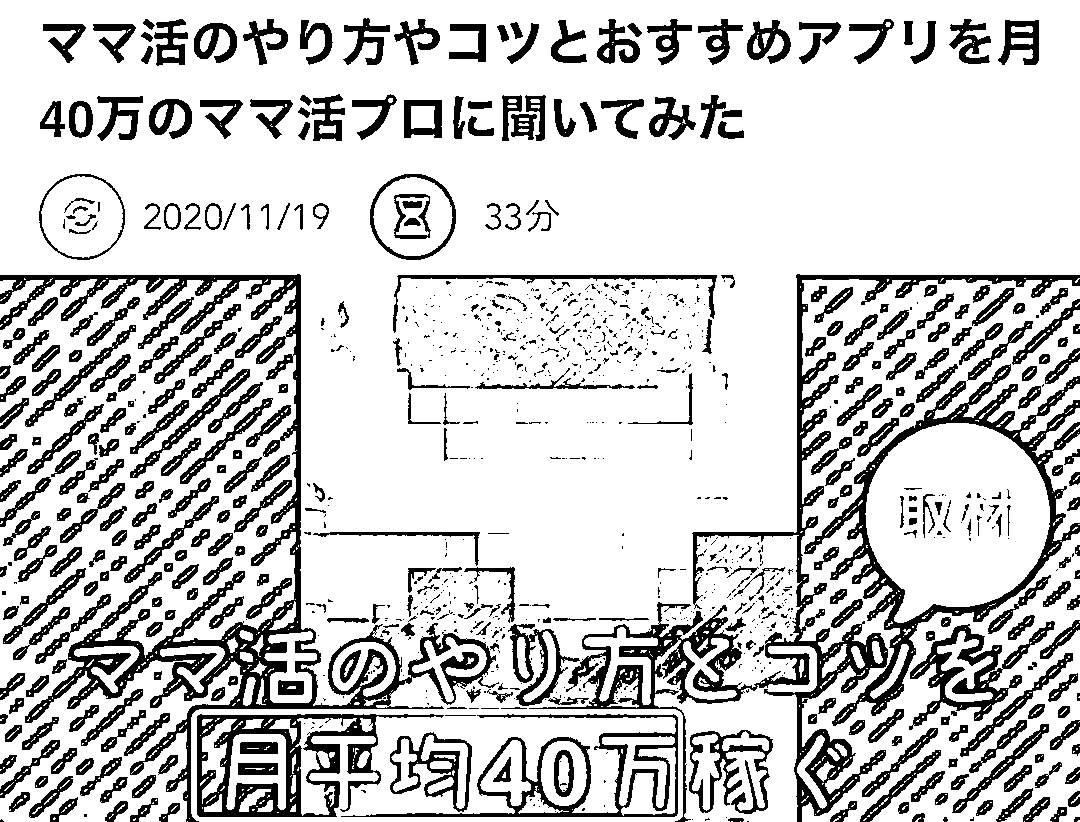 ママ活のやり方やコツとおすすめアプリを月
40万のママ活プロに聞いてみた
2020/11/19 33分
取材
ママ活のやり方とコツを
月平均40万稼ぐ